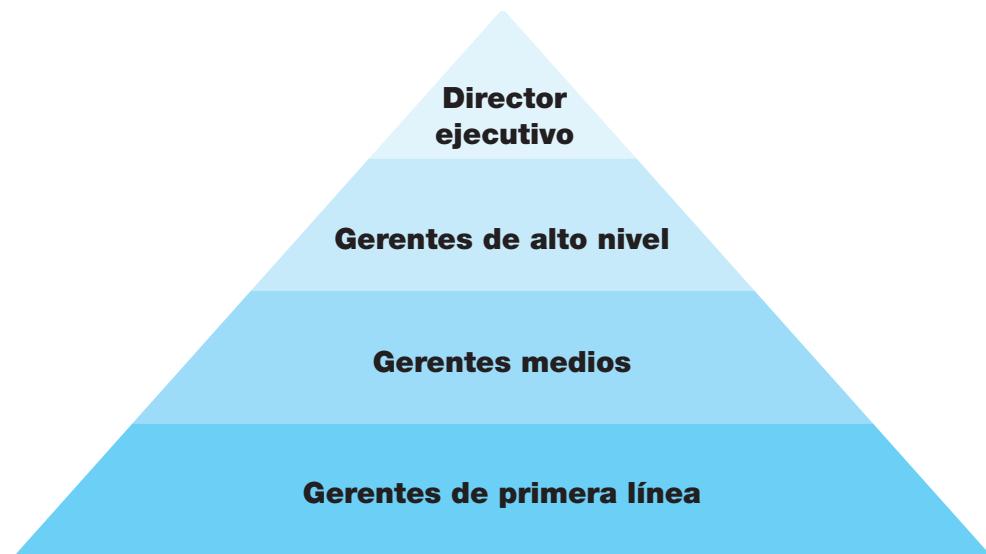 Director
ejecutivo
Gerentes de alto nivel
Gerentes medios
Gerentes de primera línea